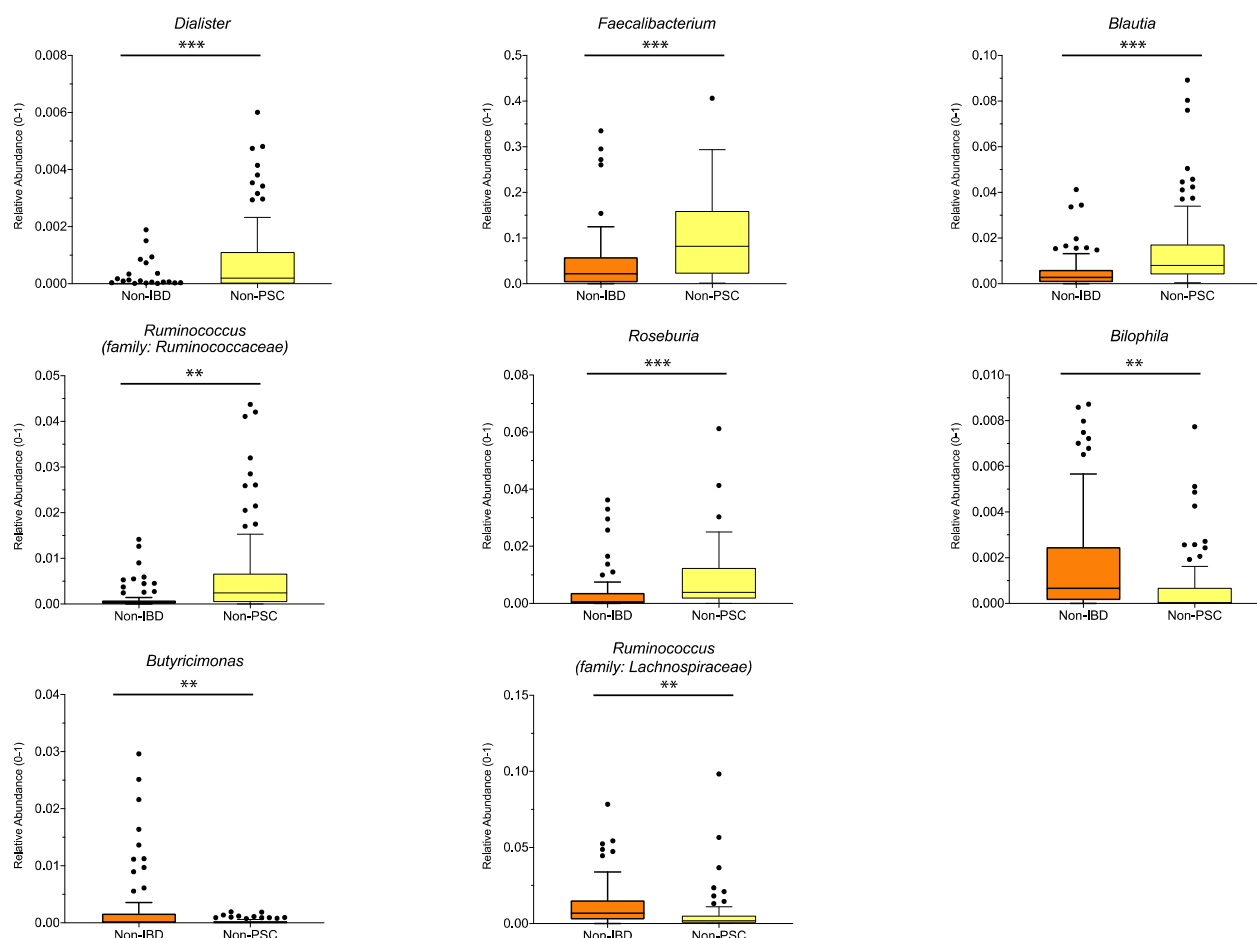 Dialister
***
Relative Abundance (0-1)
0.008
0.006
0.004
0.002
0.000
Non-IBD
Non-PSC
Faecalibacterium
***
Relative Abundance (0-1)
0.5
0.4
0.3
0.2
0.1
0.0
Non-IBD
Non-PSC
Blautia
***
Relative Abundance (0-1)
0.10
0.08
0.06
0.04
0.02
0.00
Non-IBD
Non-PSC
Ruminococcus
(family: Ruminococcaceae)
**
Relative Abundance (0-1)
0.05
0.04
0.03
0.02
0.01
0.00
Non-IBD
Non-PSC
Roseburia
***
Relative Abundance (0-1)
0.08
0.06
0.04
0.02
0.00
Non-IBD
Non-PSC
Bilophila
**
Relative Abundance (0-1)
0.010
0.008
0.006
0.004
0.002
0.000
Non-IBD
Non-PSC
Butyricimonas
**
Relative Abundance (0-1)
0.04
0.03
0.02
0.01
0.00
Non-IBD
Non-PSC
Ruminococcus
(family: Lachnospiraceae)
**
Relative Abundance (0-1)
0.15
0.10
0.05
0.00
Non-IBD
Non-PSC